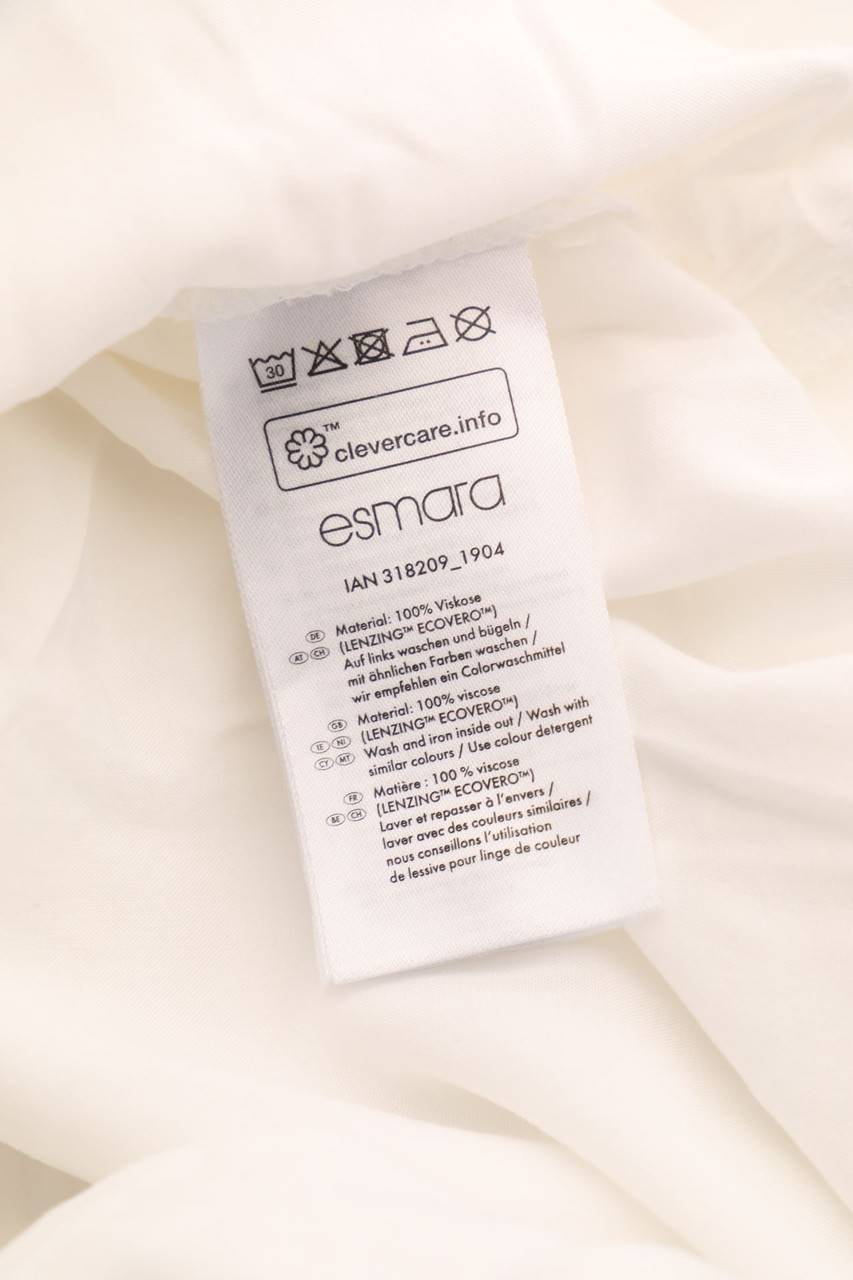 30
™ clevercare.info
esmara
IAN 318209_1904
DE Material: 100% Viskose
AT CH (LENZING™ ECOVERO™)
Auf links waschen und bügeln /
mit ähnlichen Farben waschen /
wir empfehlen ein Colorwaschmittel
GB Material: 100% viscose
IE NI (LENZING™ ECOVERO™)
CY MT Wash and iron inside out / Wash with
similar colours / Use colour detergent
FR Matière : 100 % viscose
BE CH (LENZING™ ECOVERO™)
Laver et repasser à l'envers /
laver avec des couleurs similaires /
nous conseillons l'utilisation
de lessive pour linge de couleur